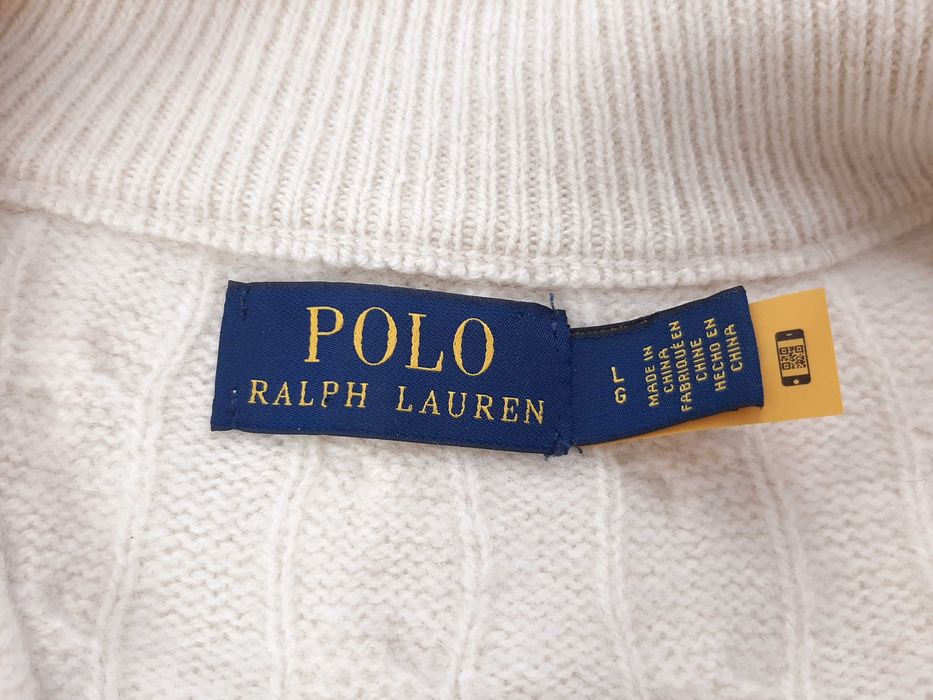 POLO
RALPH LAUREN
L
G
MADE IN
CHINA
FABRIQUÉ EN
CHINE
HECHO EN
CHINA